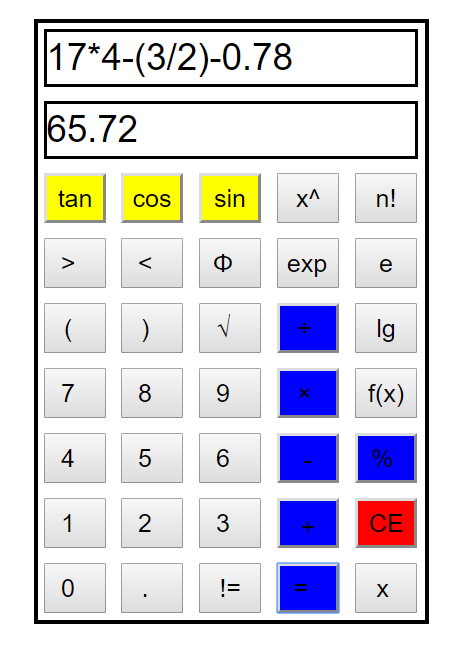 17*4-(3/2)-0.78
65.72
tan cos sin x^ n!
> < Φ exp e
( ) √ ÷ lg
7 8 9 × f(x)
4 5 6 - %
1 2 3 + CE
0 . != = x